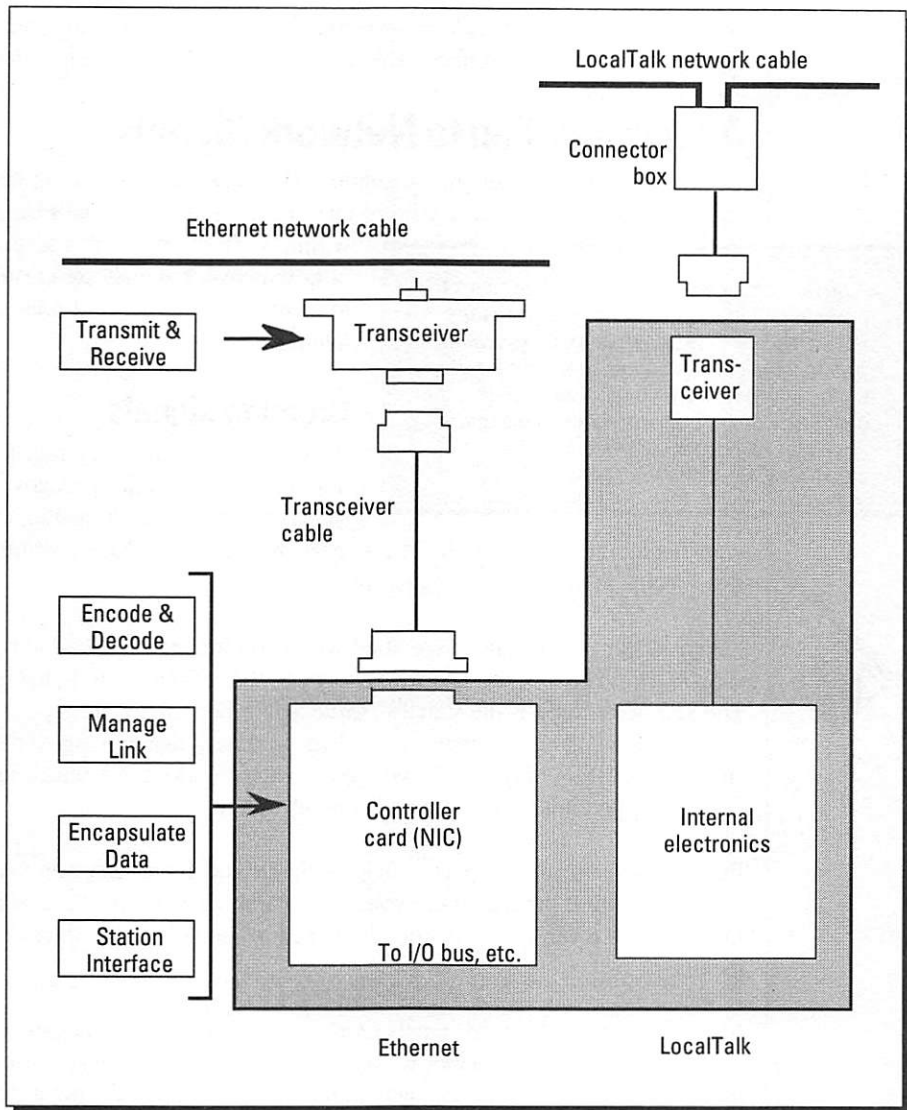 LocalTalk network cable
Connector
box
Ethernet network cable
Transmit &
Receive
Transceiver
Trans-
ceiver
Transceiver
cable
Encode &
Decode
Manage
Link
Encapsulate
Data
Station
Interface
Controller
card (NIC)
To I/O bus, etc.
Internal
electronics
Ethernet
LocalTalk